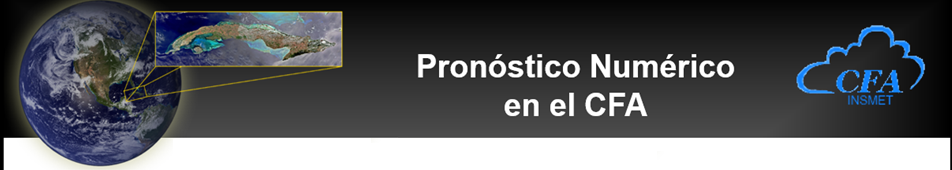 Pronóstico Numérico
en el CFA
CFA
INSMET